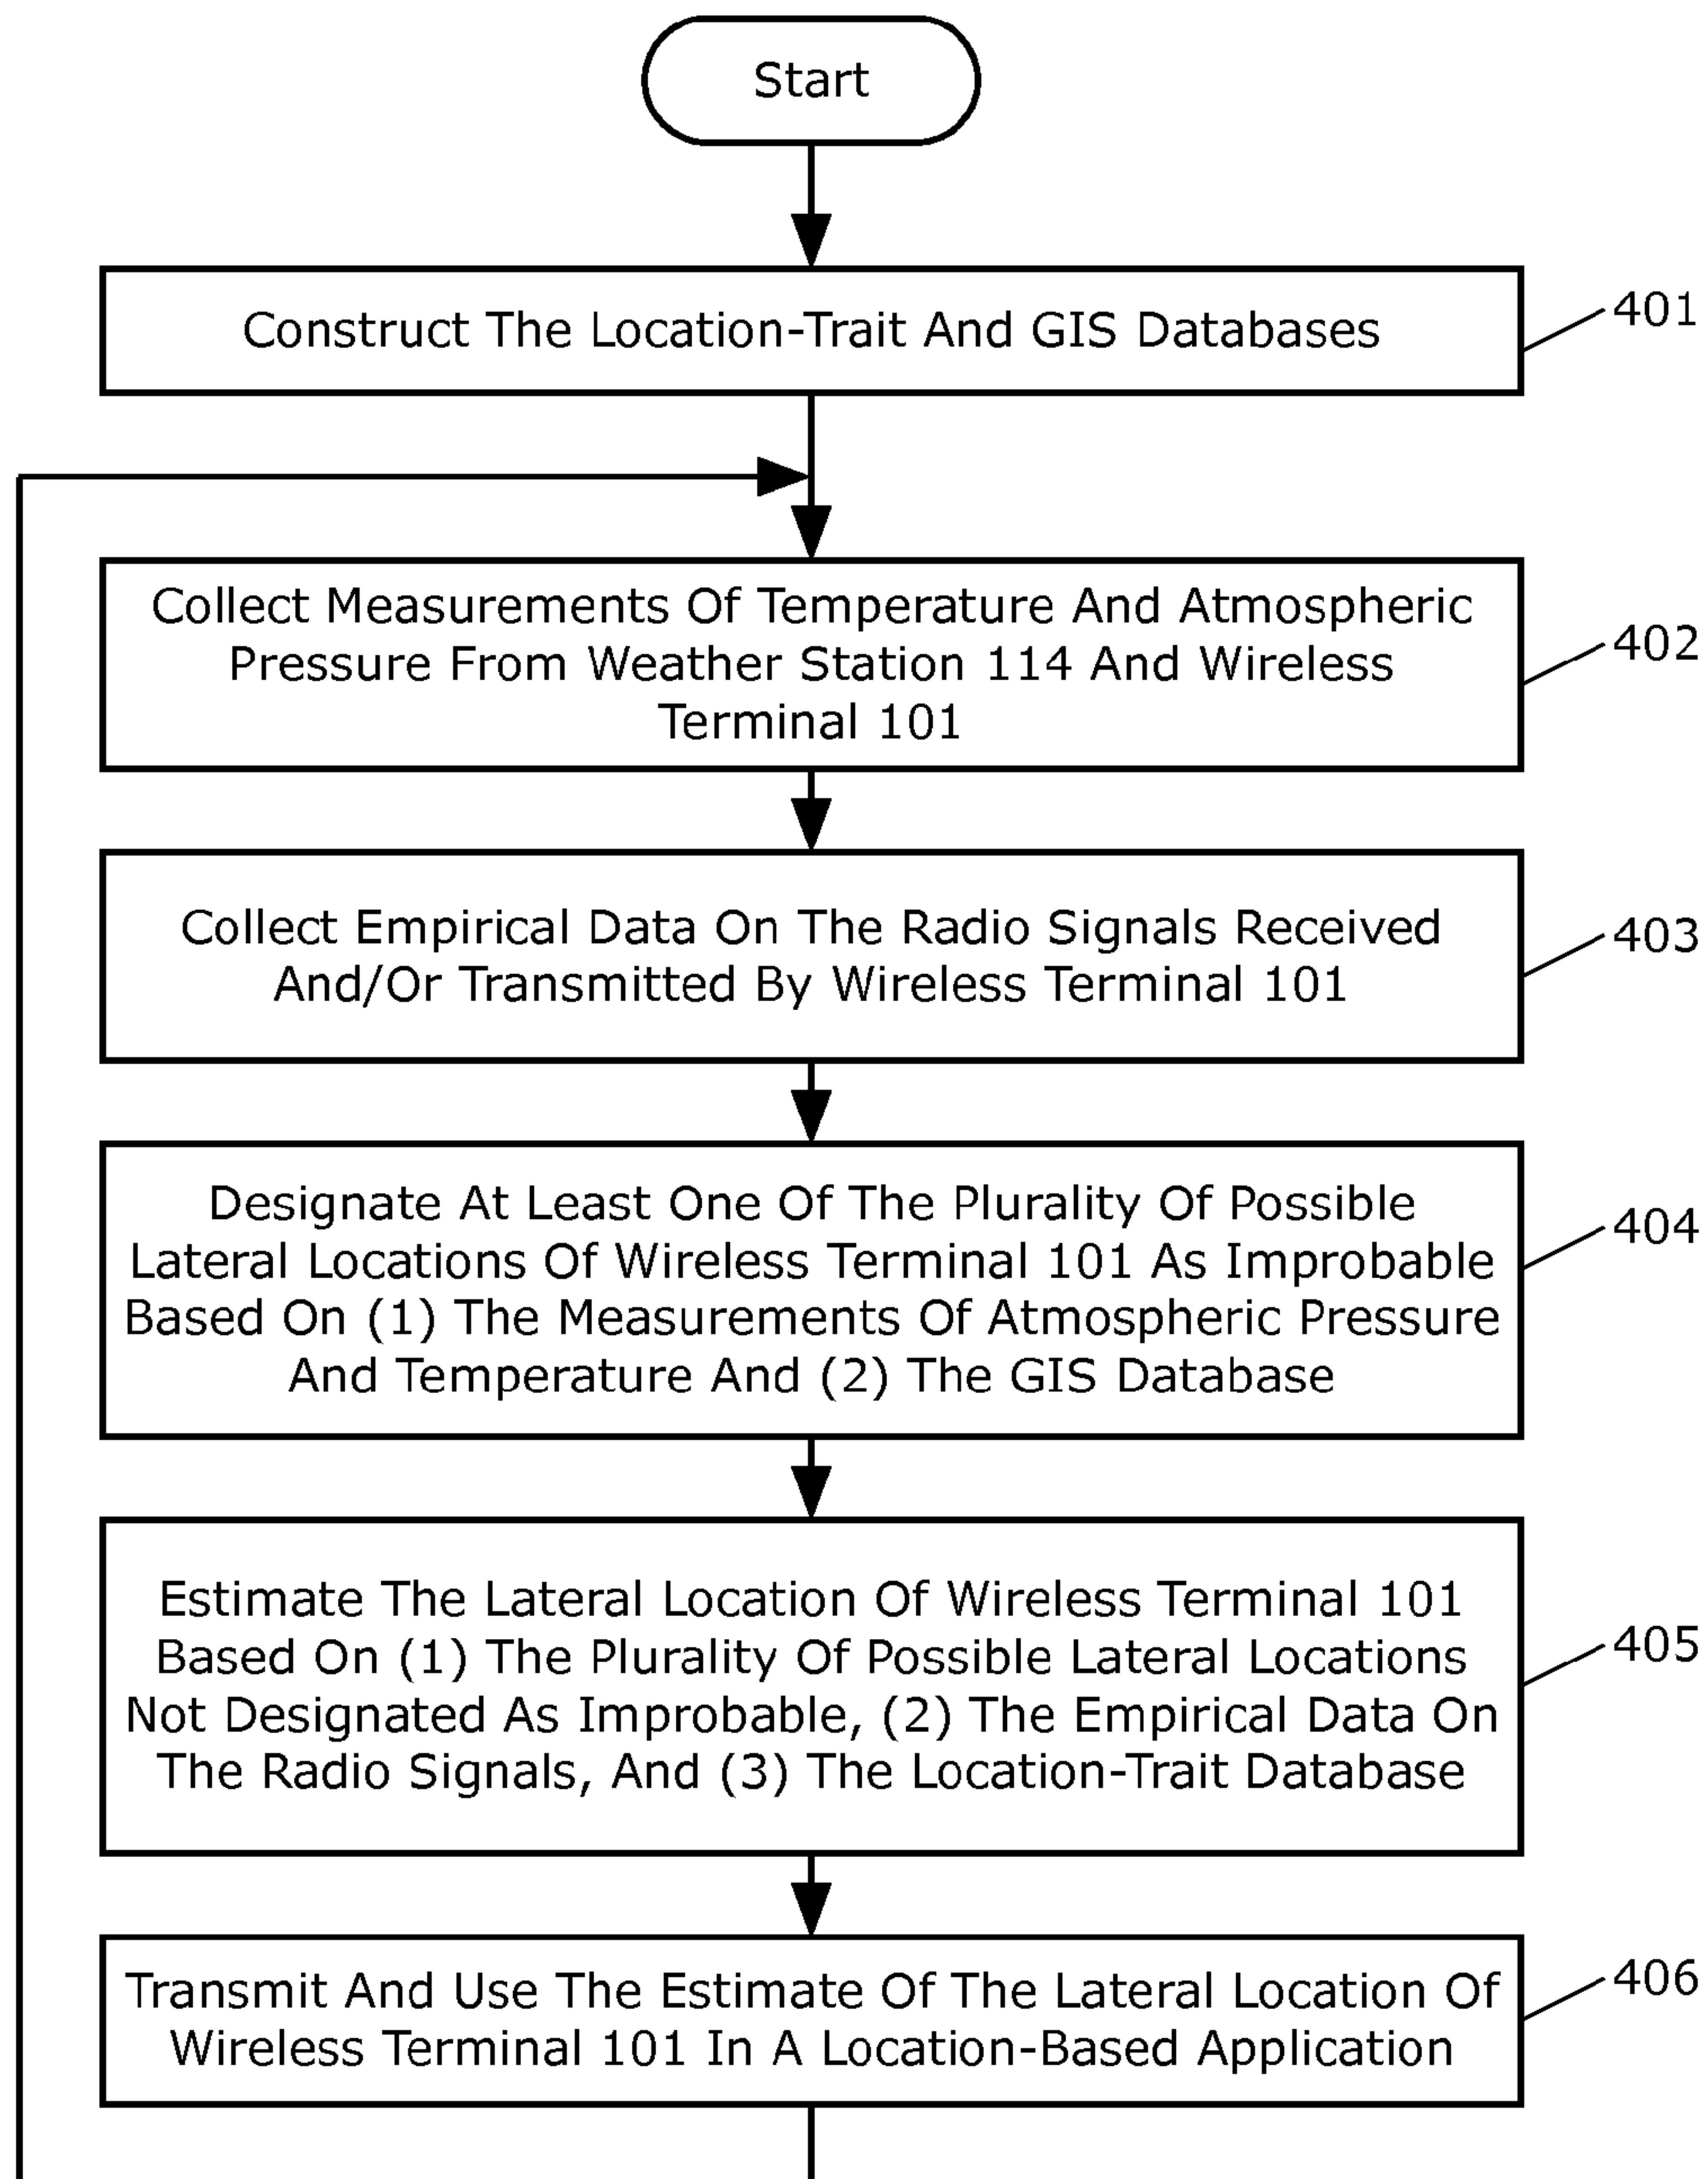 Start
Construct The Location-Trait And GIS Databases
401
Collect Measurements Of Temperature And Atmospheric
Pressure From Weather Station 114 And Wireless
Terminal 101
402
Collect Empirical Data On The Radio Signals Received
And/Or Transmitted By Wireless Terminal 101
403
Designate At Least One Of The Plurality Of Possible
Lateral Locations Of Wireless Terminal 101 As Improbable
Based On (1) The Measurements Of Atmospheric Pressure
And Temperature And (2) The GIS Database
404
Estimate The Lateral Location Of Wireless Terminal 101
Based On (1) The Plurality Of Possible Lateral Locations
Not Designated As Improbable, (2) The Empirical Data On
The Radio Signals, And (3) The Location-Trait Database
405
Transmit And Use The Estimate Of The Lateral Location Of
Wireless Terminal 101 In A Location-Based Application
406